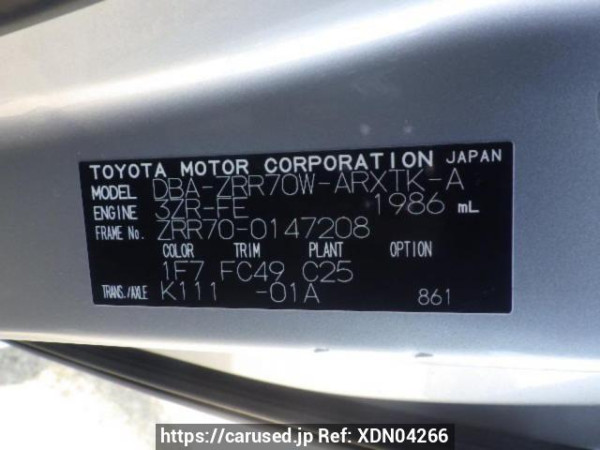 TOYOTA MOTOR CORPORATION JAPAN
MODEL DBA-ZRR70W-ARXTK-A
ENGINE 3ZR-FE 1986 mL
FRAME No. ZRR70-0147208
COLOR TRIM PLANT OPTION
1F7 FC49 C25
TRANS./AXLE K111 -01A 861
https://carused.jp/ Ref. No: XDN04266